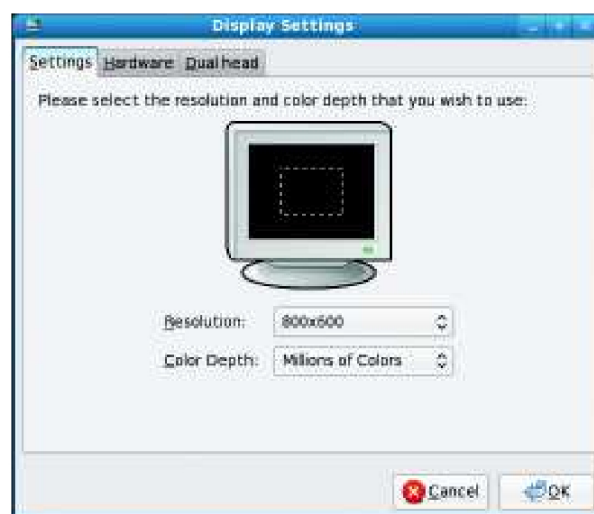 Display Settings
Settings Hardware Dual head
Please select the resolution and color depth that you wish to use:
Resolution: 800x600
Color Depth: Millions of Colors
Cancel OK